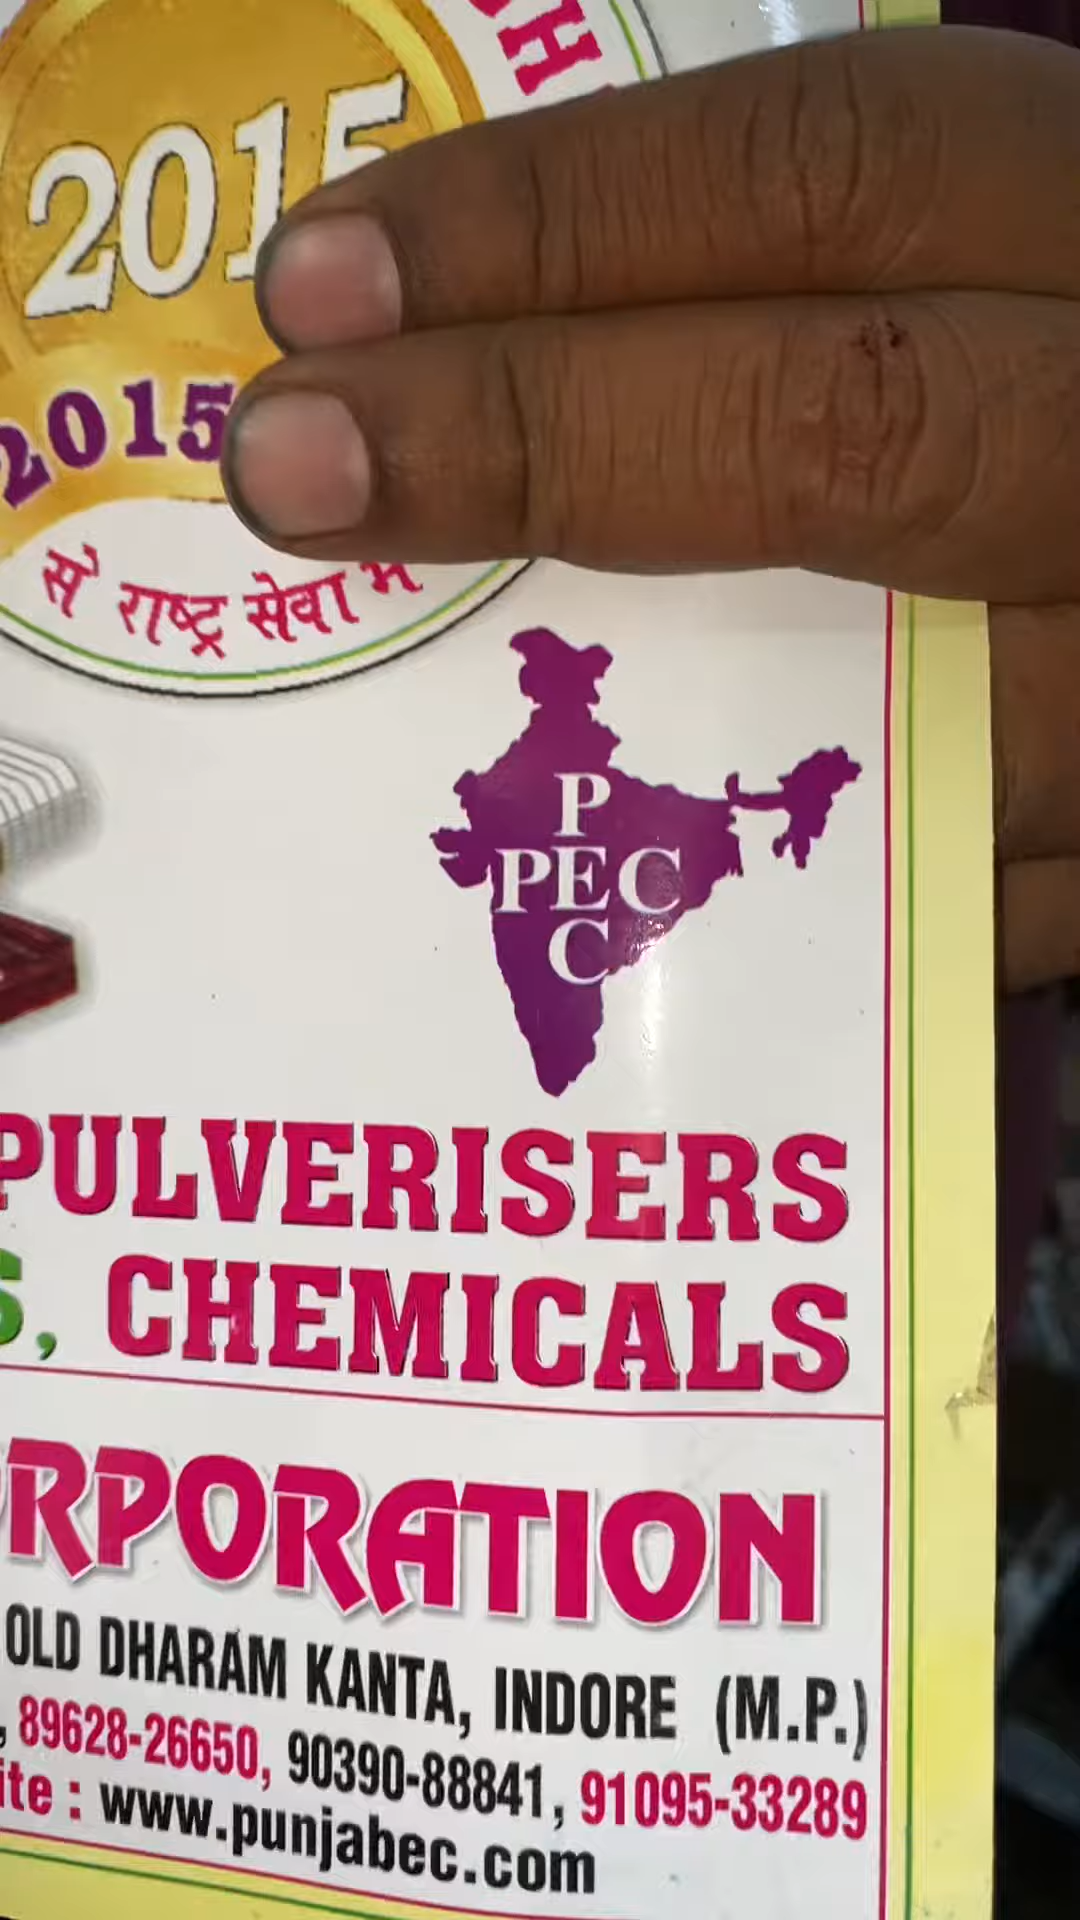 2015
2015
से राष्ट्र सेवा में
P
PEC
C
PULVERISERS
, CHEMICALS
RPORATION
OLD DHARAM KANTA, INDORE (M.P.)
, 89628-26650, 90390-88841, 91095-33289
ite : www.punjabec.com